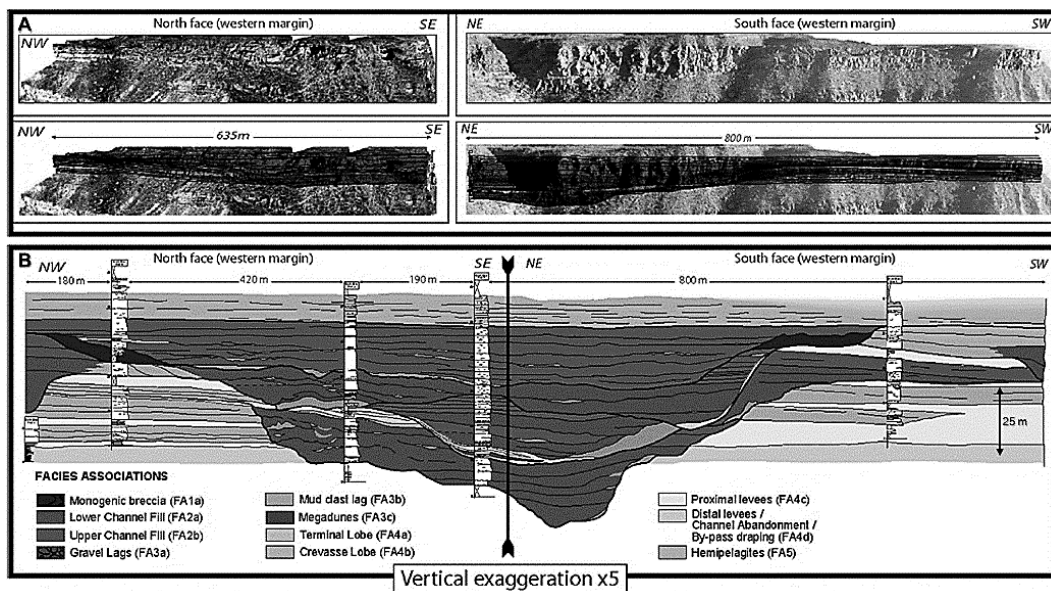 A
North face (western margin)
South face (western margin)
NW
SE
NE
SW
NW
635m
SE
NE
800 m
SW
B
NW
North face (western margin)
SE
NE
South face (western margin)
SW
180 m
420 m
190 m
800 m
25 m
FACIES ASSOCIATIONS
Monogenic breccia (FA1a)
Lower Channel Fill (FA2a)
Upper Channel Fill (FA2b)
Gravel Lags (FA3a)
Mud clast lag (FA3b)
Megadunes (FA3c)
Terminal Lobe (FA4a)
Crevasse Lobe (FA4b)
Proximal levees (FA4c)
Distal levees /
Channel Abandonment /
By-pass draping (FA4d)
Hemipelagites (FA5)
Vertical exaggeration x5